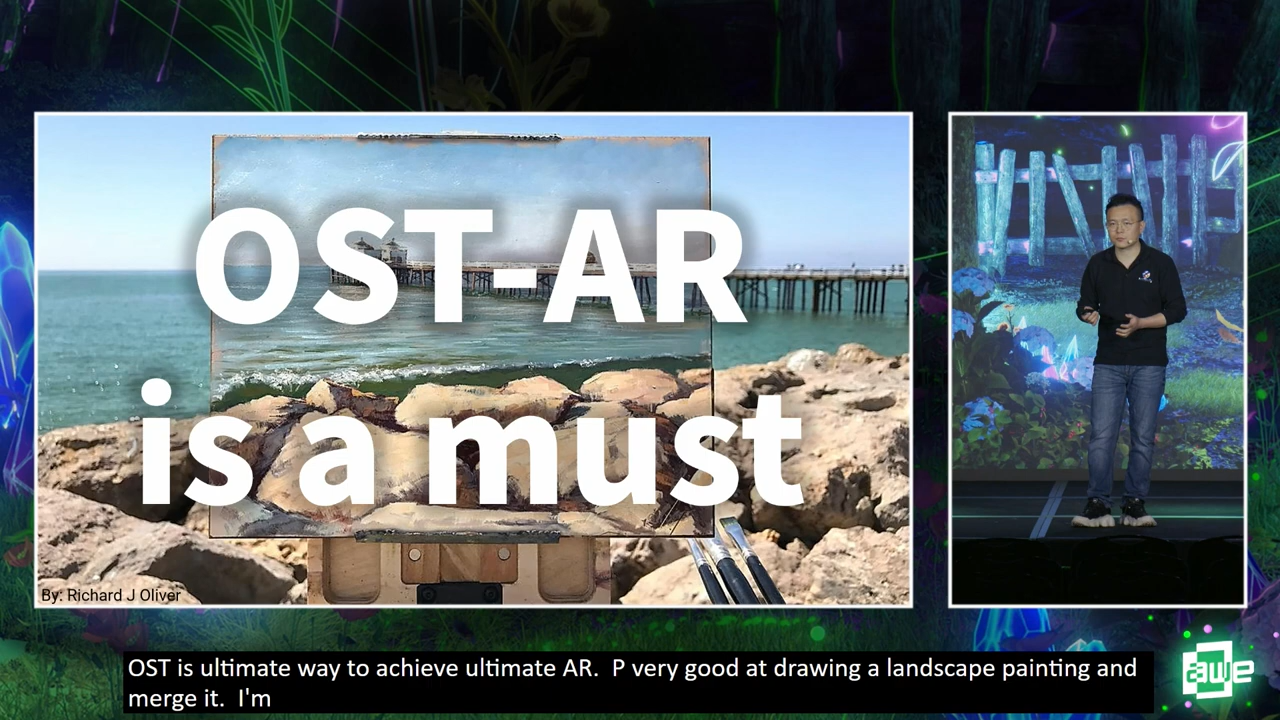 OST-AR
is a must
By: Richard J Oliver
OST is ultimate way to achieve ultimate AR.  P very good at drawing a landscape painting and
merge it.  I'm
awe